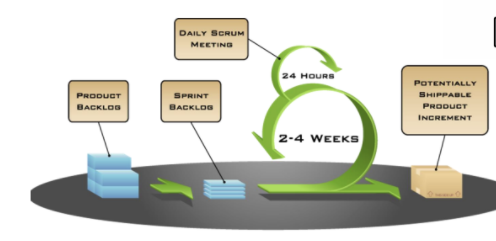 DAILY SCRUM
MEETING
24 HOURS
PRODUCT
BACKLOG
SPRINT
BACKLOG
2-4 WEEKS
POTENTIALLY
SHIPPABLE
PRODUCT
INCREMENT